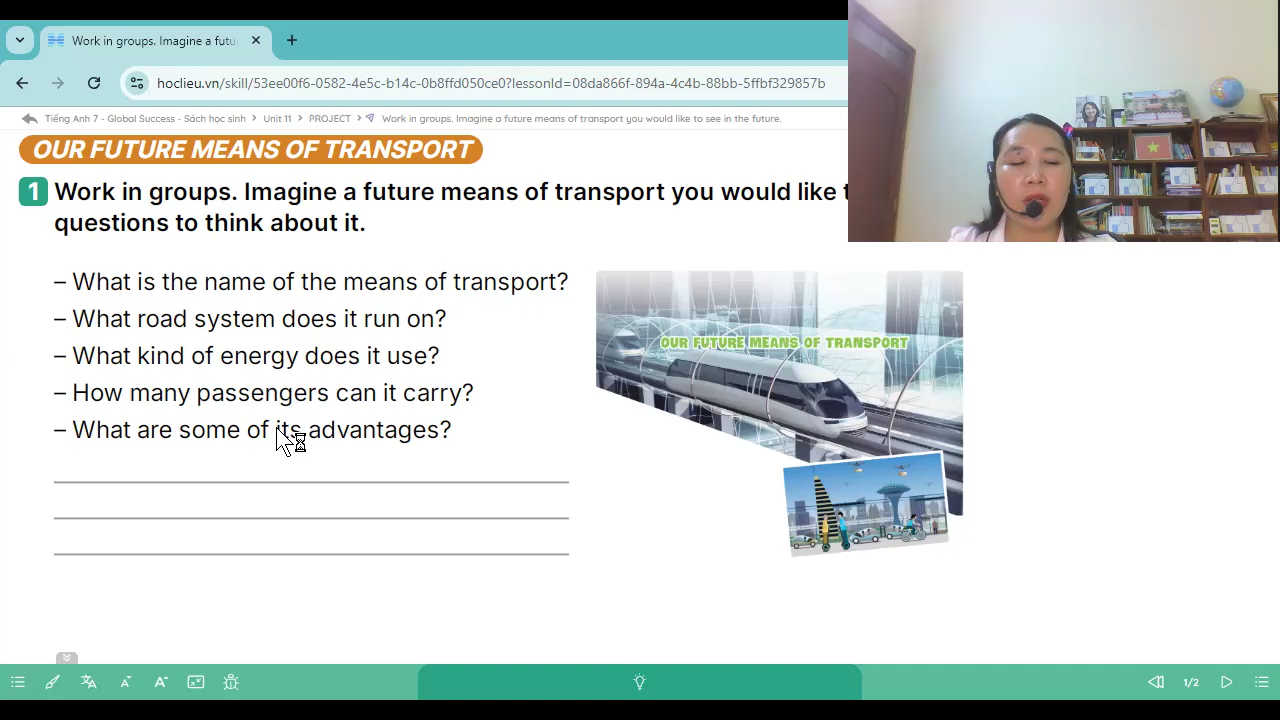 Work in groups. Imagine a futu
hoclieu.vn/skill/53ee00f6-0582-4e5c-b14c-0b8ffd050ce0?lessonId=08da866f-894a-4c4b-88bb-5ffbf329857b
Tiếng Anh 7 - Global Success - Sách học sinh > Unit 11 > PROJECT > Work in groups. Imagine a future means of transport you would like to see in the future.
OUR FUTURE MEANS OF TRANSPORT
1 Work in groups. Imagine a future means of transport you would like t
questions to think about it.
– What is the name of the means of transport?
– What road system does it run on?
– What kind of energy does it use?
– How many passengers can it carry?
– What are some of its advantages?
OUR FUTURE MEANS OF TRANSPORT
1/2